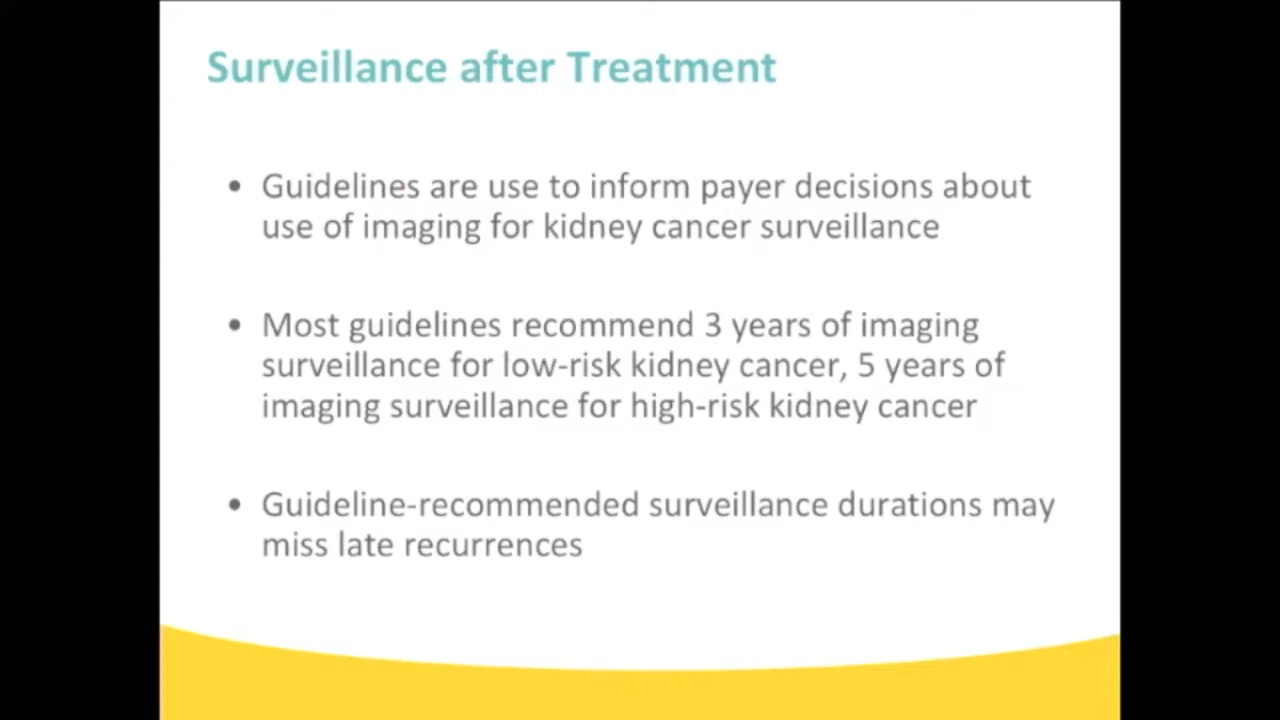 Surveillance after Treatment
• Guidelines are use to inform payer decisions about
use of imaging for kidney cancer surveillance
• Most guidelines recommend 3 years of imaging
surveillance for low-risk kidney cancer, 5 years of
imaging surveillance for high-risk kidney cancer
• Guideline-recommended surveillance durations may
miss late recurrences